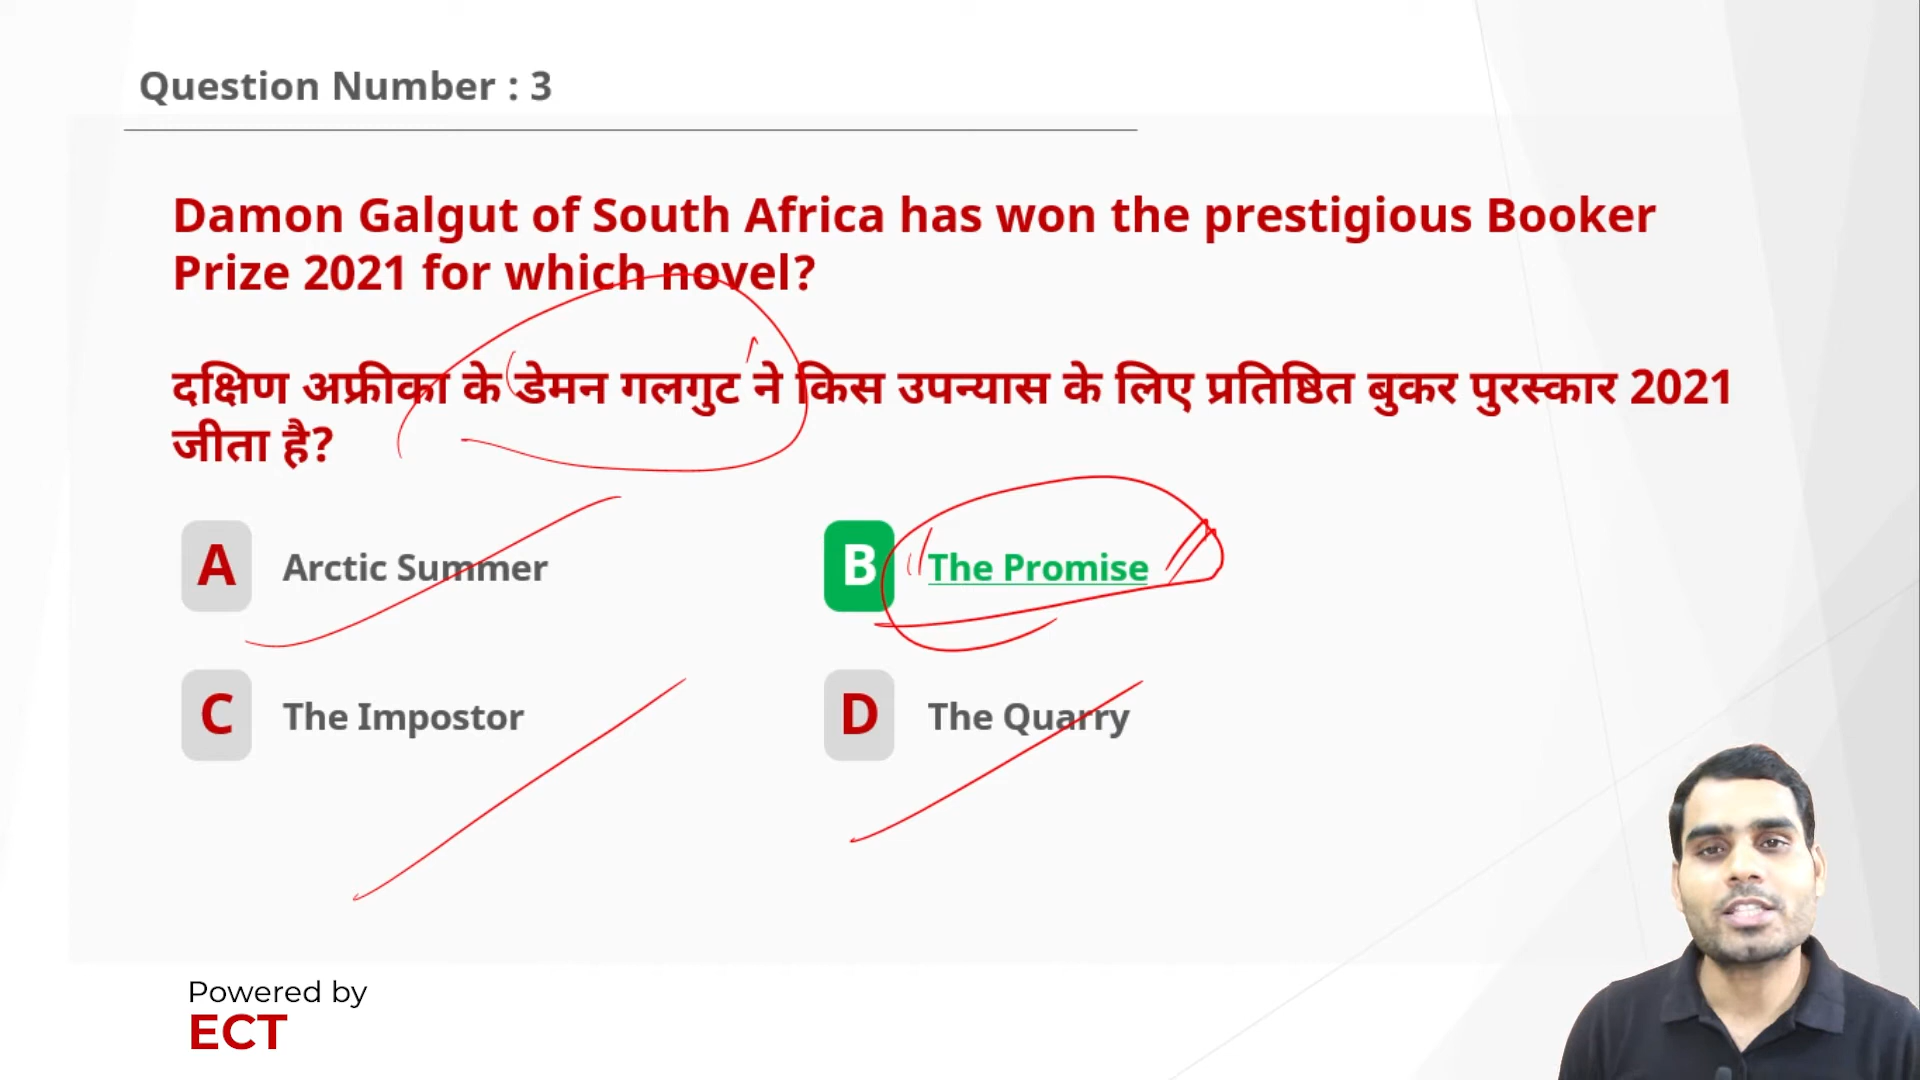 Question Number : 3
Damon Galgut of South Africa has won the prestigious Booker
Prize 2021 for which novel?
दक्षिण अफ्रीका के डेमन गलगुट ने किस उपन्यास के लिए प्रतिष्ठित बुकर पुरस्कार 2021
जीता है?
A Arctic Summer
B The Promise
C The Impostor
D The Quarry
Powered by
ECT